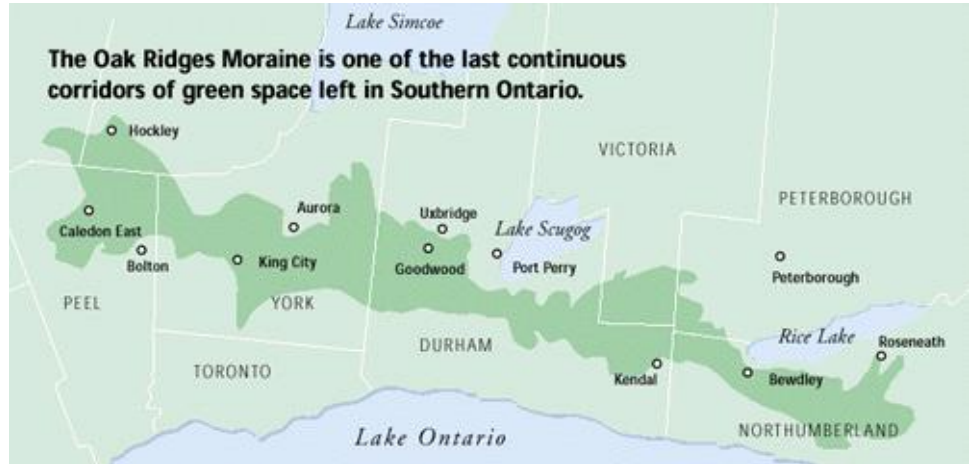 Lake Simcoe
The Oak Ridges Moraine is one of the last continuous
corridors of green space left in Southern Ontario.
Hockley
VICTORIA
PETERBOROUGH
Aurora
Uxbridge
Lake Scugog
Caledon East
Bolton
King City
Goodwood
Port Perry
Peterborough
PEEL
YORK
DURHAM
Rice Lake
Roseneath
TORONTO
Kendal
Bewdley
NORTHUMBERLAND
Lake Ontario